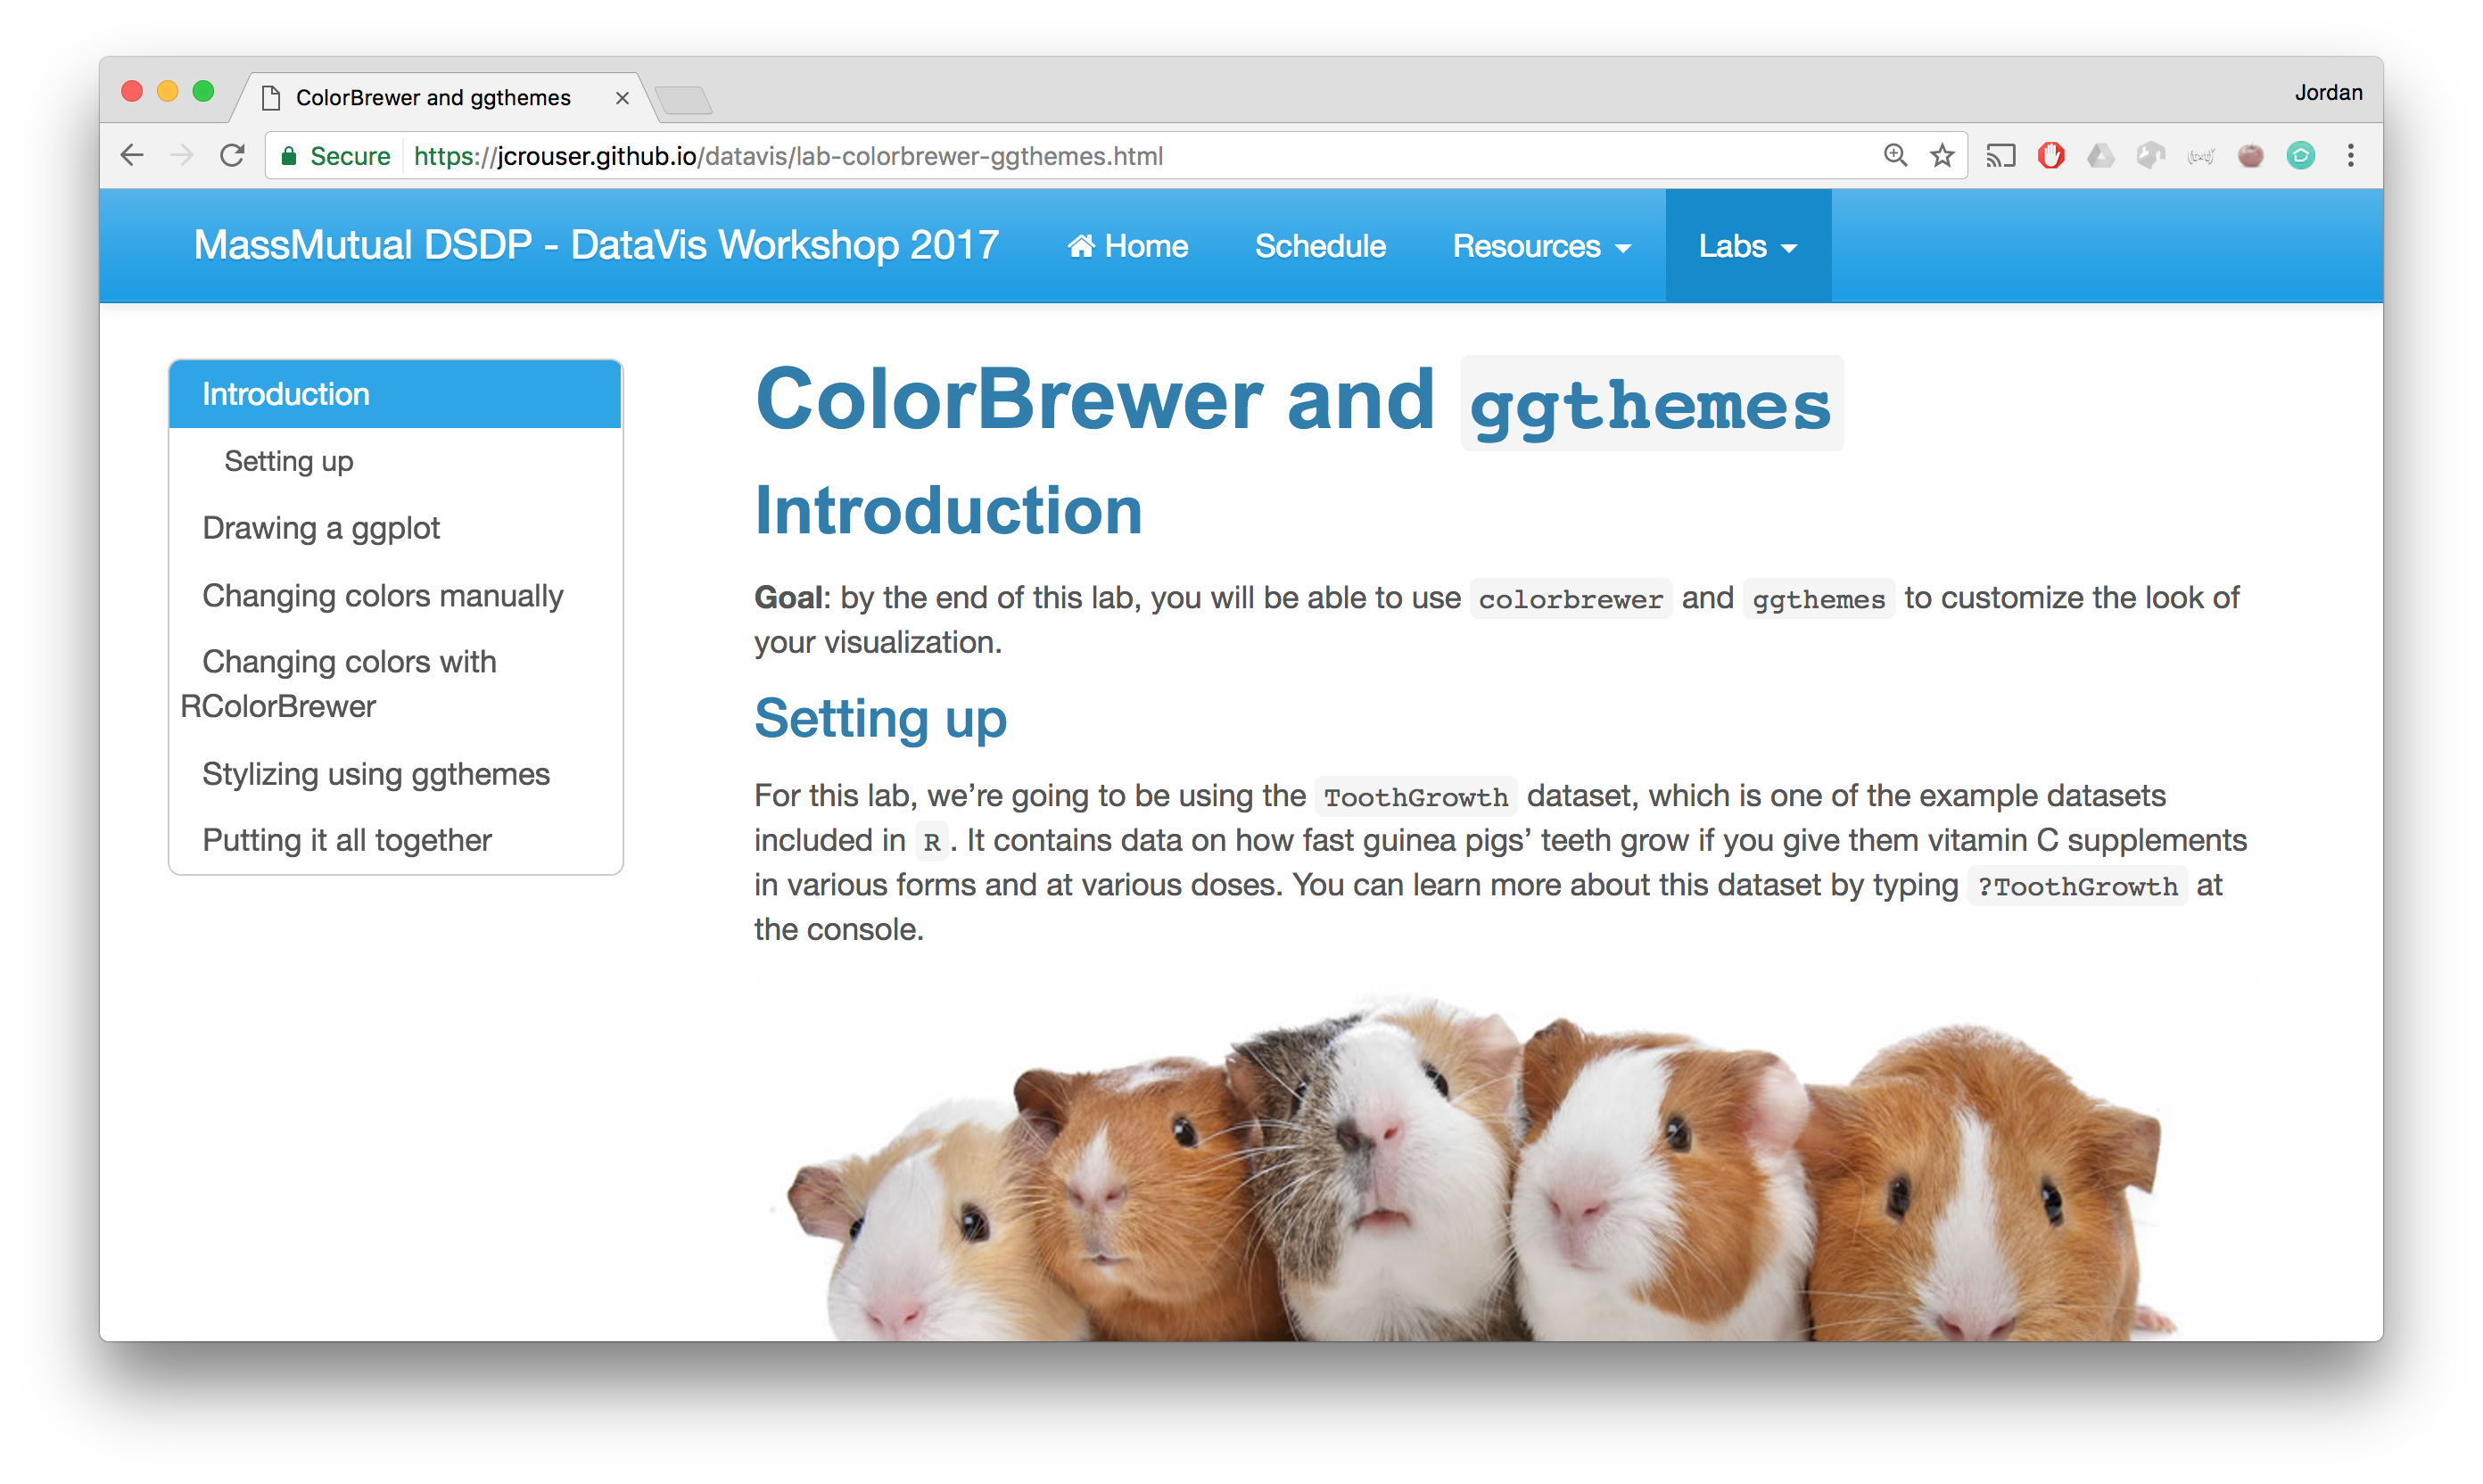 ColorBrewer and ggthemes
Jordan
Secure https://jcrouser.github.io/datavis/lab-colorbrewer-ggthemes.html
MassMutual DSDP - DataVis Workshop 2017 Home Schedule Resources Labs
Introduction
Setting up
Drawing a ggplot
Changing colors manually
Changing colors with
RColorBrewer
Stylizing using ggthemes
Putting it all together
ColorBrewer and ggthemes
Introduction
Goal: by the end of this lab, you will be able to use colorbrewer and ggthemes to customize the look of
your visualization.
Setting up
For this lab, we’re going to be using the ToothGrowth dataset, which is one of the example datasets
included in R. It contains data on how fast guinea pigs’ teeth grow if you give them vitamin C supplements
in various forms and at various doses. You can learn more about this dataset by typing ?ToothGrowth at
the console.